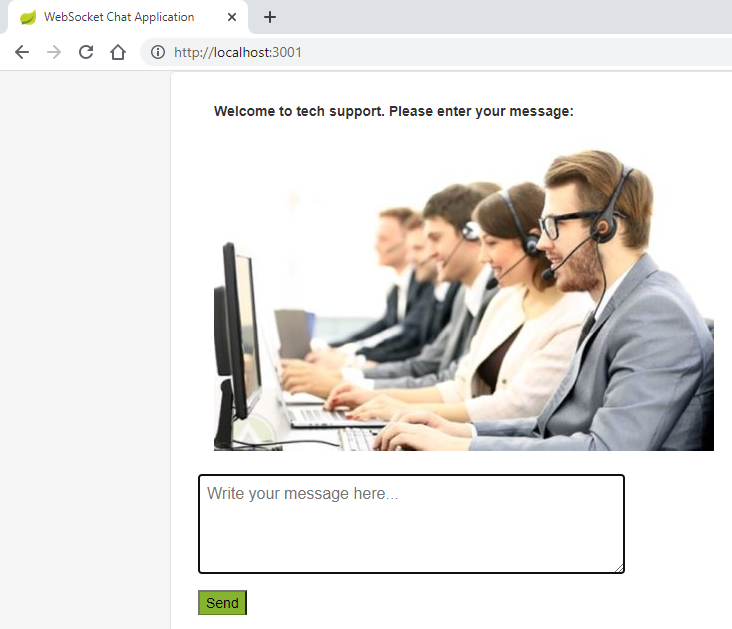 WebSocket Chat Application
http://localhost:3001
Welcome to tech support. Please enter your message:
Write your message here...
Send